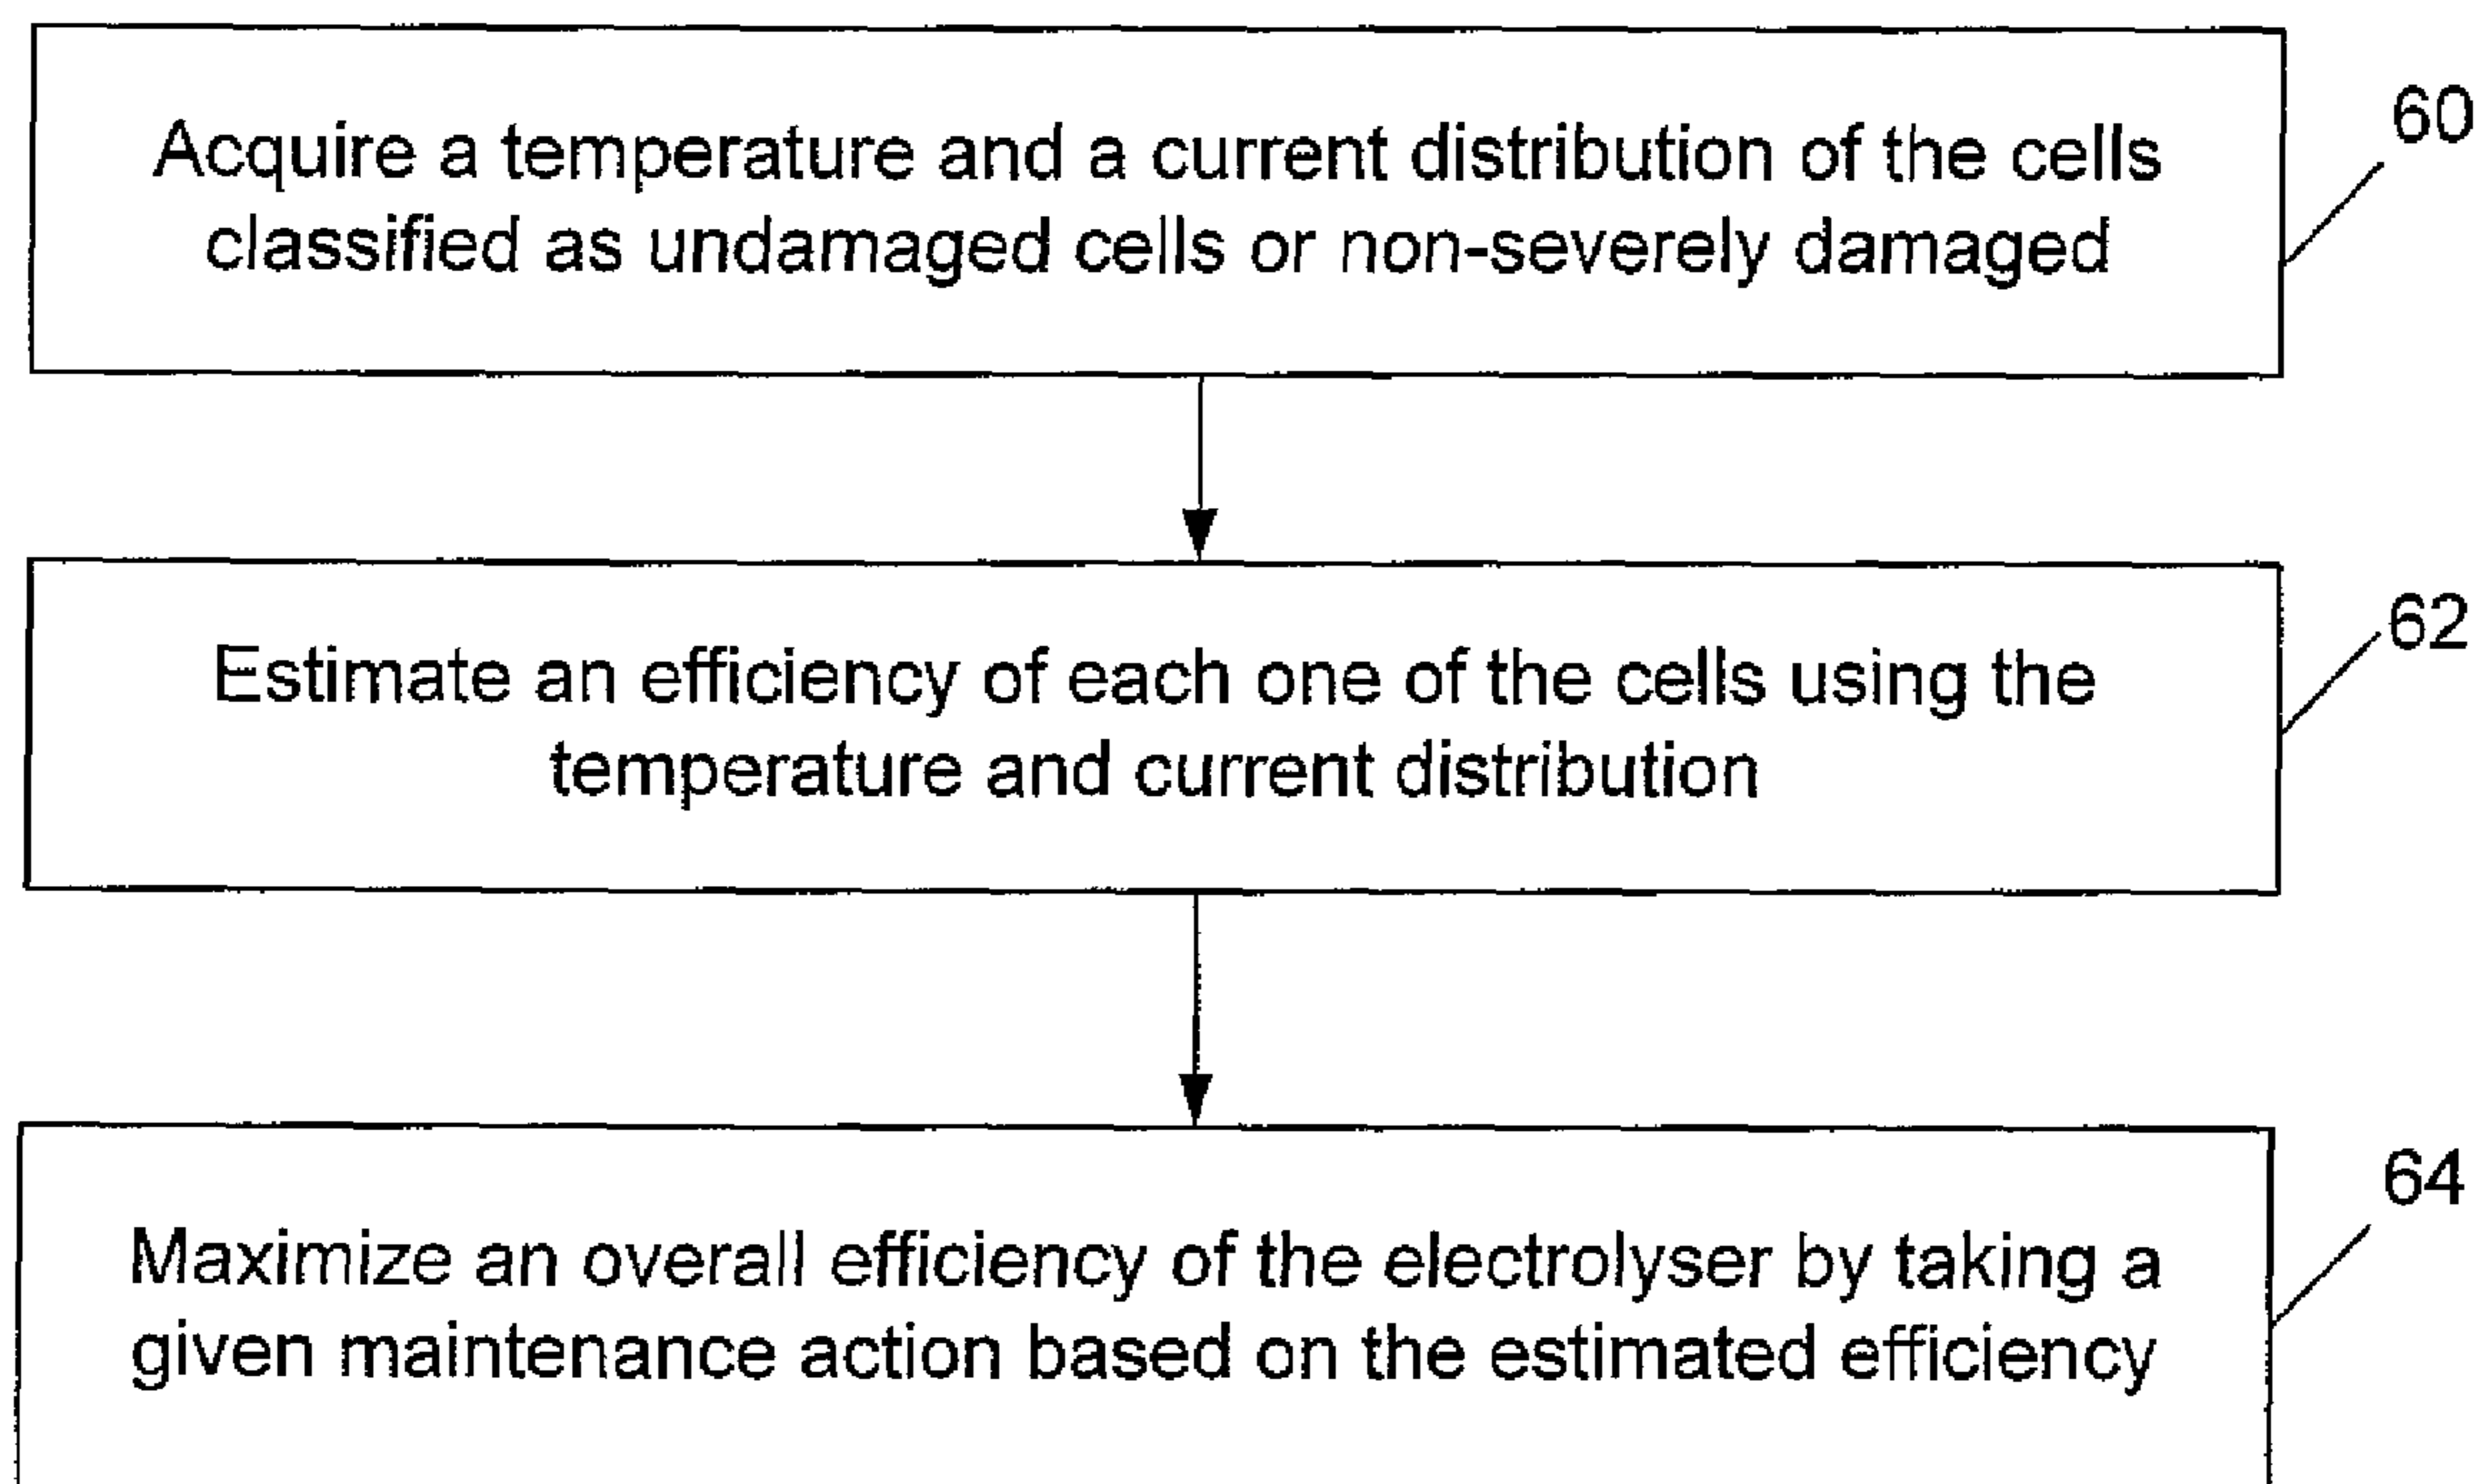 Acquire a temperature and a current distribution of the cells
classified as undamaged cells or non-severely damaged
60
Estimate an efficiency of each one of the cells using the
temperature and current distribution
62
Maximize an overall efficiency of the electrolyser by taking a
given maintenance action based on the estimated efficiency
64